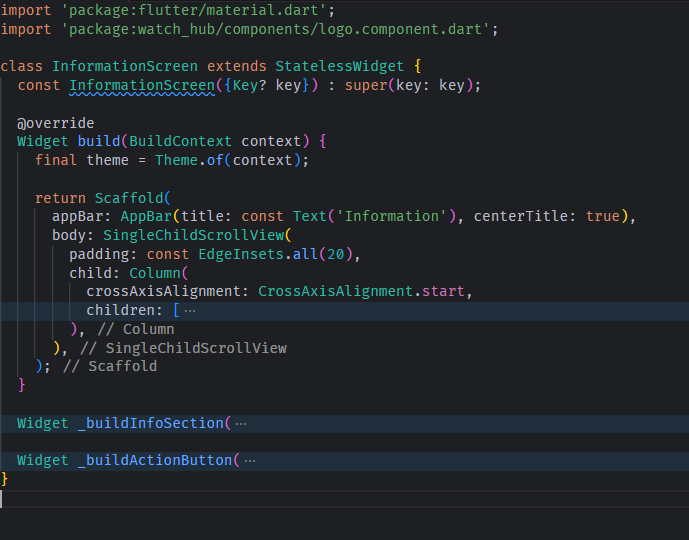 import 'package:flutter/material.dart';
import 'package:watch_hub/components/logo.component.dart';

class InformationScreen extends StatelessWidget {
  const InformationScreen({Key? key}) : super(key: key);

  @override
  Widget build(BuildContext context) {
    final theme = Theme.of(context);

    return Scaffold(
      appBar: AppBar(title: const Text('Information'), centerTitle: true),
      body: SingleChildScrollView(
        padding: const EdgeInsets.all(20),
        child: Column(
          crossAxisAlignment: CrossAxisAlignment.start,
          children: [ ⋯
        ), // Column
      ), // SingleChildScrollView
    ); // Scaffold
  }

  Widget _buildInfoSection( ⋯

  Widget _buildActionButton( ⋯
}